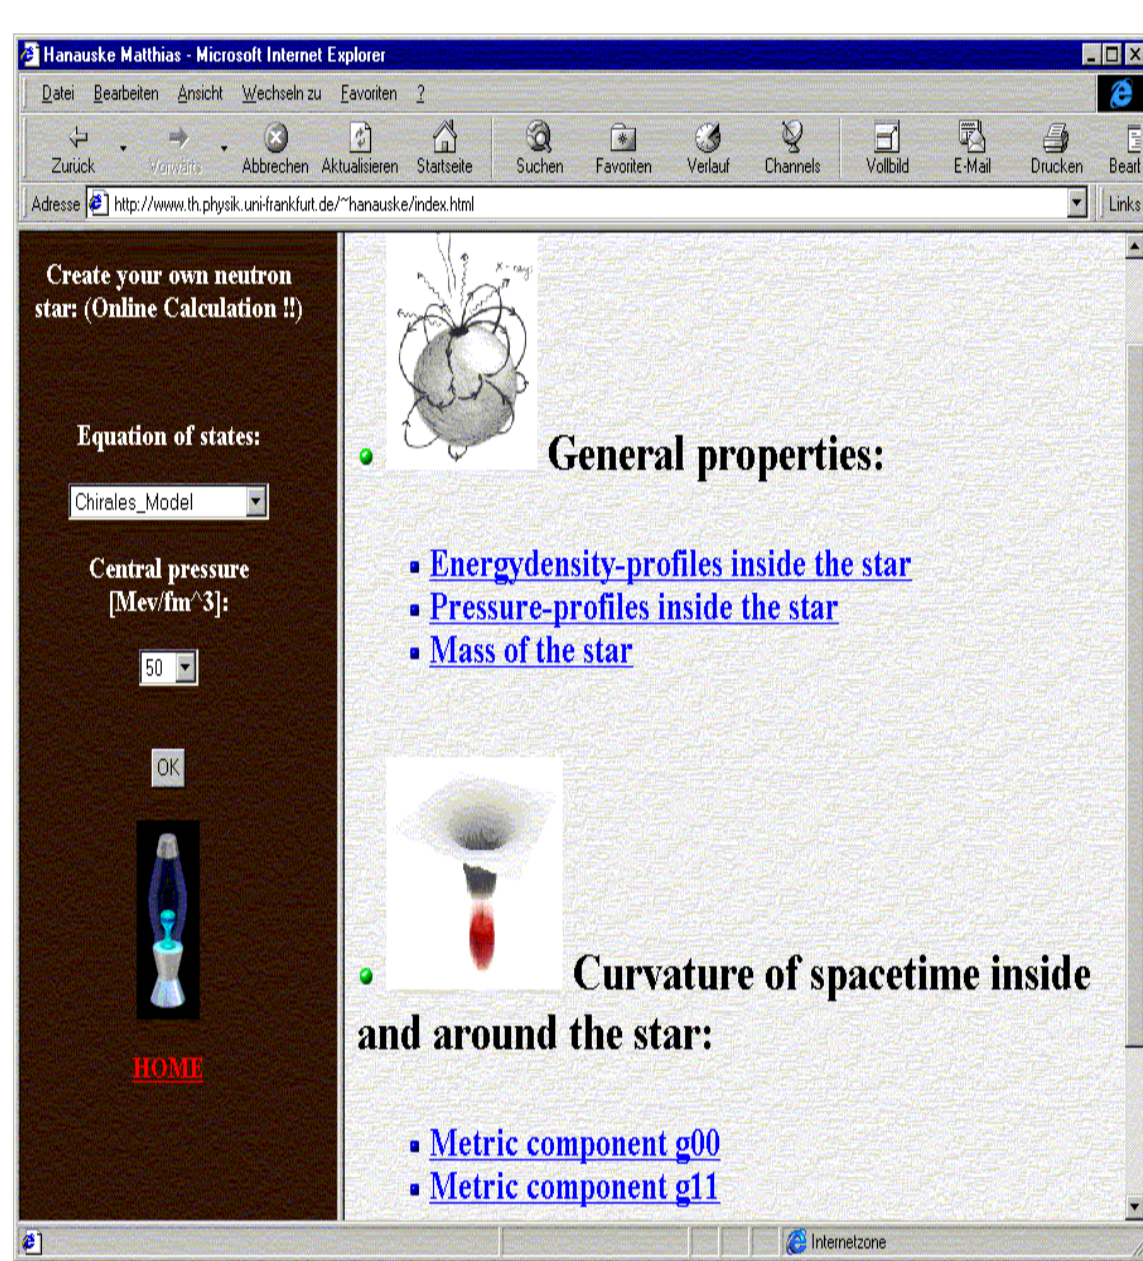 Hanauske Matthias - Microsoft Internet Explorer
Datei Bearbeiten Ansicht Wechseln zu Favoriten ?
Zurück Vorwärts Abbrechen Aktualisieren Startseite Suchen Favoriten Verlauf Channels Vollbild E-Mail Drucken Bearb
Adresse http://www.th.physik.uni-frankfurt.de/~hanauske/index.html Links
Create your own neutron
star: (Online Calculation !!)
Equation of states:
Chirales_Model
Central pressure
[Mev/fm^3]:
50
OK
HOME
x-rays
General properties:
Energydensity-profiles inside the star
Pressure-profiles inside the star
Mass of the star
Curvature of spacetime inside
and around the star:
Metric component g00
Metric component g11
Internetzone